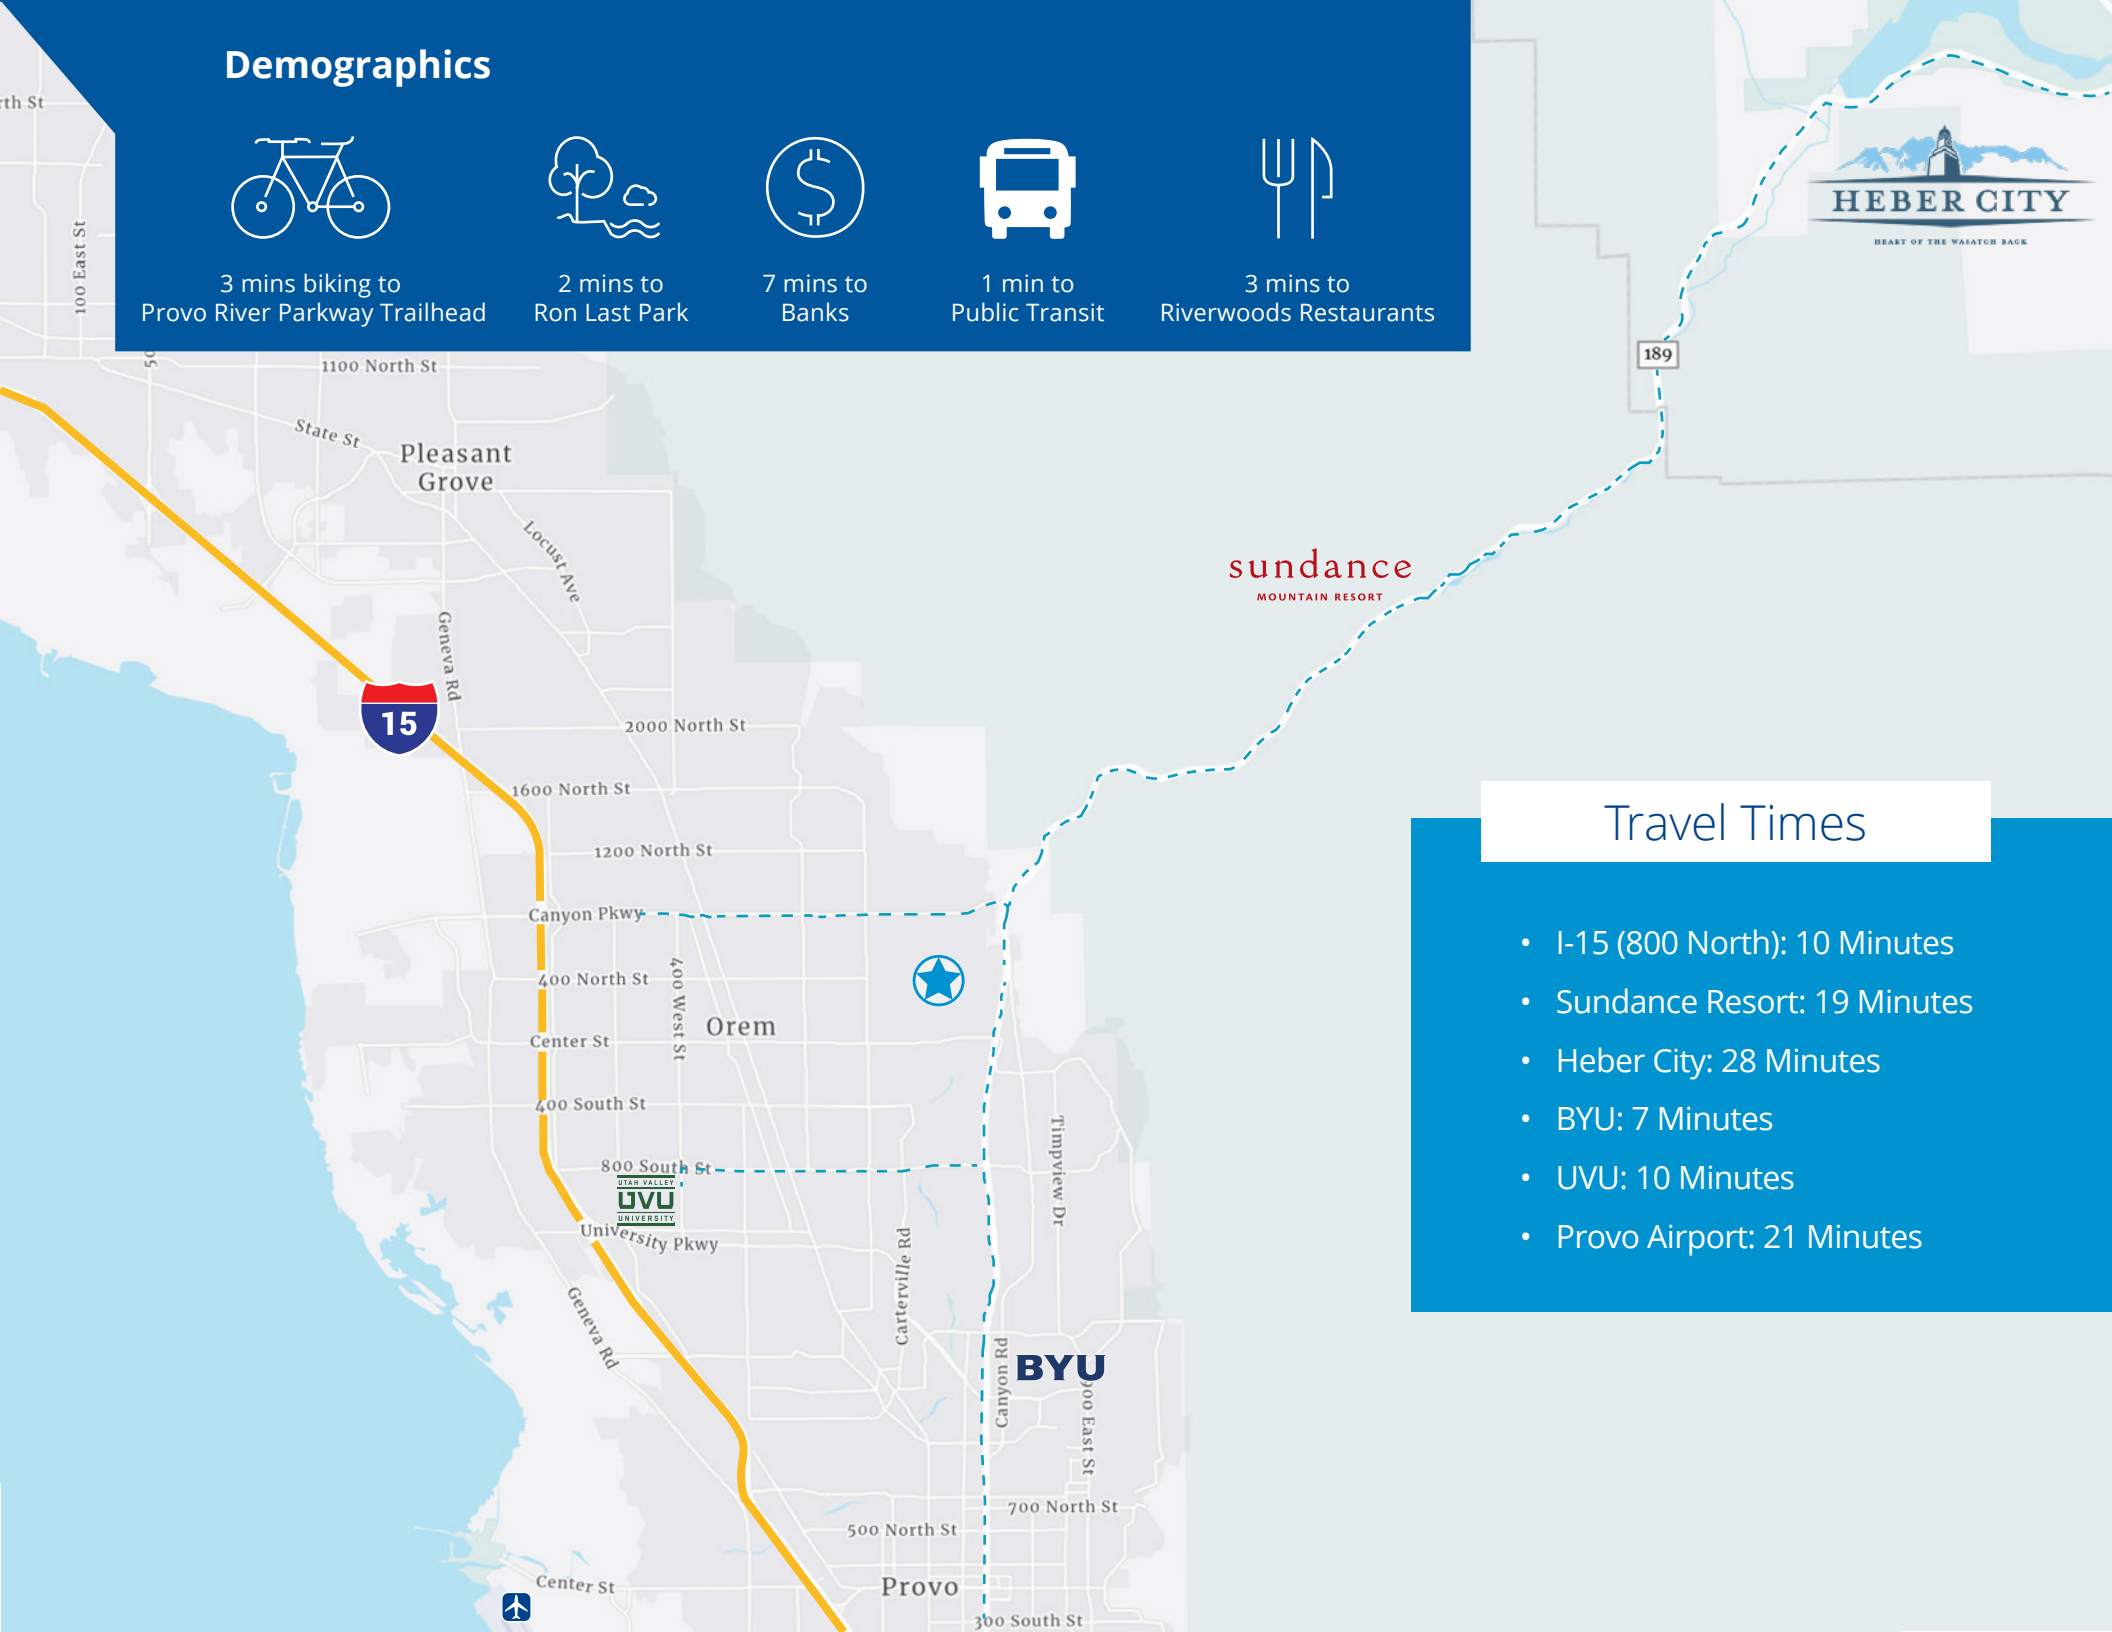 Demographics
3 mins biking to
Provo River Parkway Trailhead
2 mins to
Ron Last Park
7 mins to
Banks
1 min to
Public Transit
3 mins to
Riverwoods Restaurants
th St
100 East St
HEBER CITY
HEART OF THE WASATCH BACK
189
1100 North St
State St
Pleasant
Grove
Locust Ave
sundance
MOUNTAIN RESORT
Geneva Rd
15
2000 North St
1600 North St
1200 North St
Canyon Pkwy
400 North St
400 West St
Orem
Center St
400 South St
800 South St
UTAH VALLEY
UVU
UNIVERSITY
University Pkwy
Timpview Dr
Carterville Rd
Geneva Rd
Canyon Rd
BYU
900 East St
700 North St
500 North St
Center St
Provo
300 South St
Travel Times
• I-15 (800 North): 10 Minutes
• Sundance Resort: 19 Minutes
• Heber City: 28 Minutes
• BYU: 7 Minutes
• UVU: 10 Minutes
• Provo Airport: 21 Minutes